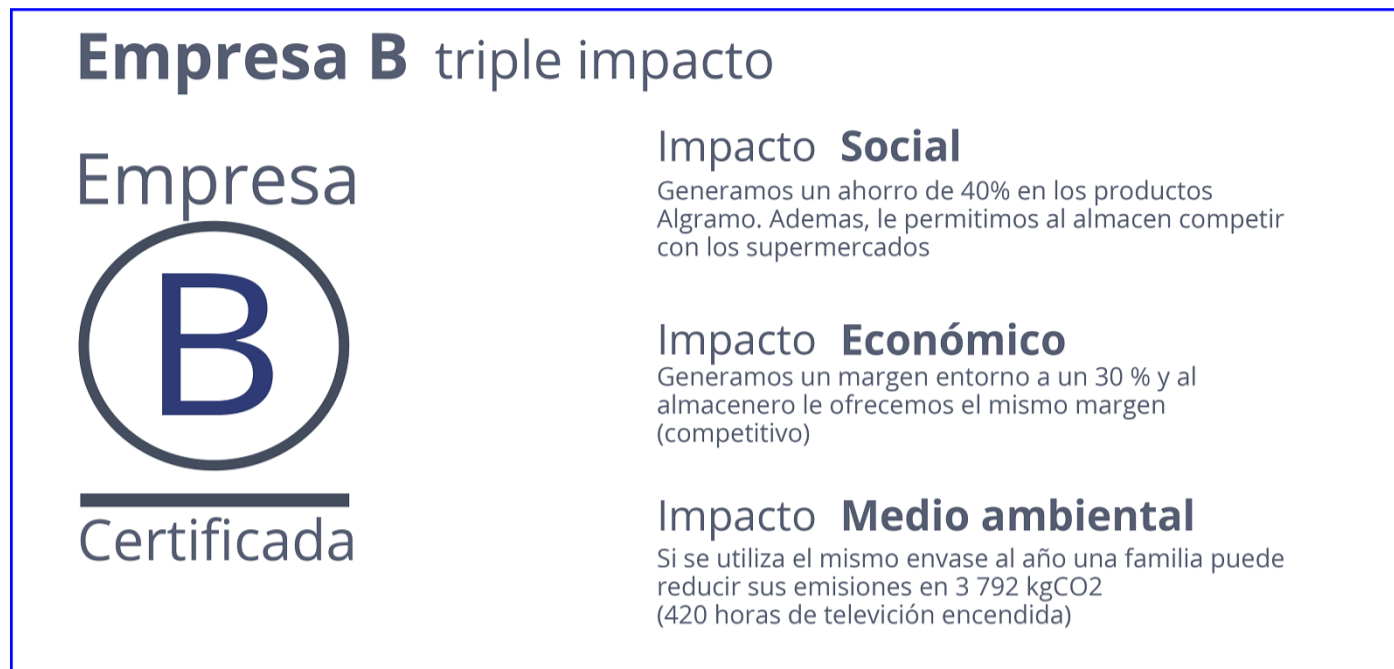 Empresa B triple impacto
Empresa
B
Certificada
Impacto Social
Generamos un ahorro de 40% en los productos
Algramo. Ademas, le permitimos al almacen competir
con los supermercados
Impacto Económico
Generamos un margen entorno a un 30 % y al
almacenero le ofrecemos el mismo margen
(competitivo)
Impacto Medio ambiental
Si se utiliza el mismo envase al año una familia puede
reducir sus emisiones en 3 792 kgCO2
(420 horas de televición encendida)